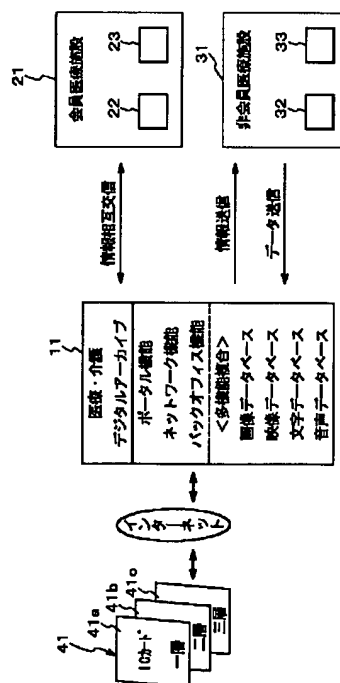 41
41a
41b
41c
ICカード
一層
二層
三層
インターネット
11
医療・介護
デジタルアーカイブ
ポータル機能
ネットワーク機能
バックオフィス機能
<多機能複合>
画像データベース
映像データベース
文字データベース
音声データベース
情報相互交信
情報送信
データ送信
21
会員医療施設
22
23
31
非会員医療施設
32
33